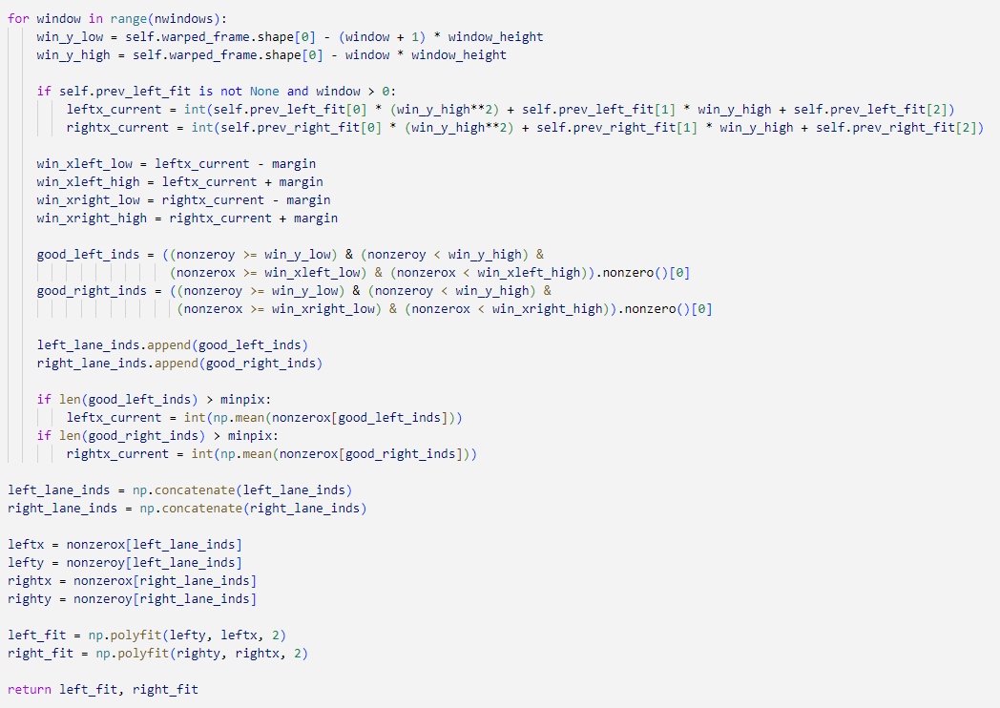 for window in range(nwindows):
    win_y_low = self.warped_frame.shape[0] - (window + 1) * window_height
    win_y_high = self.warped_frame.shape[0] - window * window_height

    if self.prev_left_fit is not None and window > 0:
        leftx_current = int(self.prev_left_fit[0] * (win_y_high**2) + self.prev_left_fit[1] * win_y_high + self.prev_left_fit[2])
        rightx_current = int(self.prev_right_fit[0] * (win_y_high**2) + self.prev_right_fit[1] * win_y_high + self.prev_right_fit[2])

    win_xleft_low = leftx_current - margin
    win_xleft_high = leftx_current + margin
    win_xright_low = rightx_current - margin
    win_xright_high = rightx_current + margin

    good_left_inds = ((nonzeroy >= win_y_low) & (nonzeroy < win_y_high) &
                      (nonzerox >= win_xleft_low) & (nonzerox < win_xleft_high)).nonzero()[0]
    good_right_inds = ((nonzeroy >= win_y_low) & (nonzeroy < win_y_high) &
                       (nonzerox >= win_xright_low) & (nonzerox < win_xright_high)).nonzero()[0]

    left_lane_inds.append(good_left_inds)
    right_lane_inds.append(good_right_inds)

    if len(good_left_inds) > minpix:
        leftx_current = int(np.mean(nonzerox[good_left_inds]))
    if len(good_right_inds) > minpix:
        rightx_current = int(np.mean(nonzerox[good_right_inds]))

left_lane_inds = np.concatenate(left_lane_inds)
right_lane_inds = np.concatenate(right_lane_inds)

leftx = nonzerox[left_lane_inds]
lefty = nonzeroy[left_lane_inds]
rightx = nonzerox[right_lane_inds]
righty = nonzeroy[right_lane_inds]

left_fit = np.polyfit(lefty, leftx, 2)
right_fit = np.polyfit(righty, rightx, 2)

return left_fit, right_fit